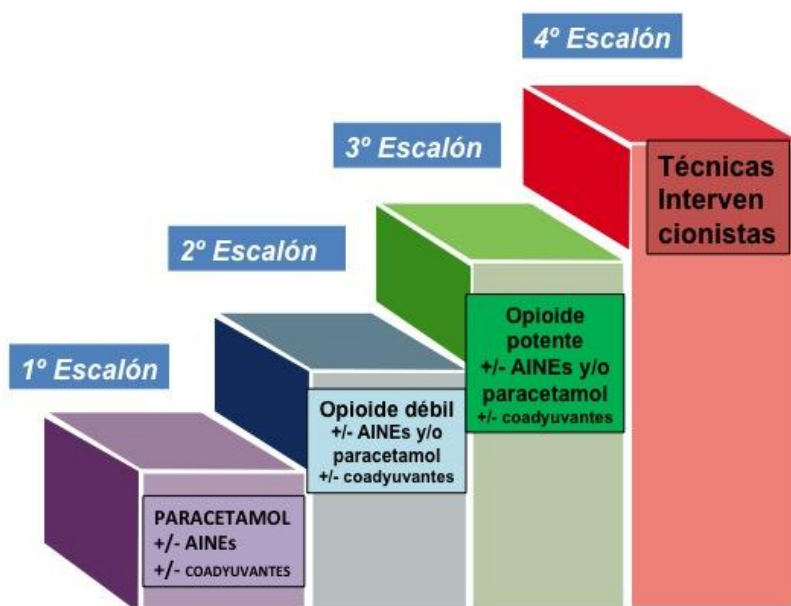 4º Escalón
Técnicas
Interven
cionistas
3º Escalón
Opioide
potente
+/- AINEs y/o
paracetamol
+/- coadyuvantes
2º Escalón
Opioide débil
+/- AINEs y/o
paracetamol
+/- coadyuvantes
1º Escalón
PARACETAMOL
+/- AINEs
+/- COADYUVANTES